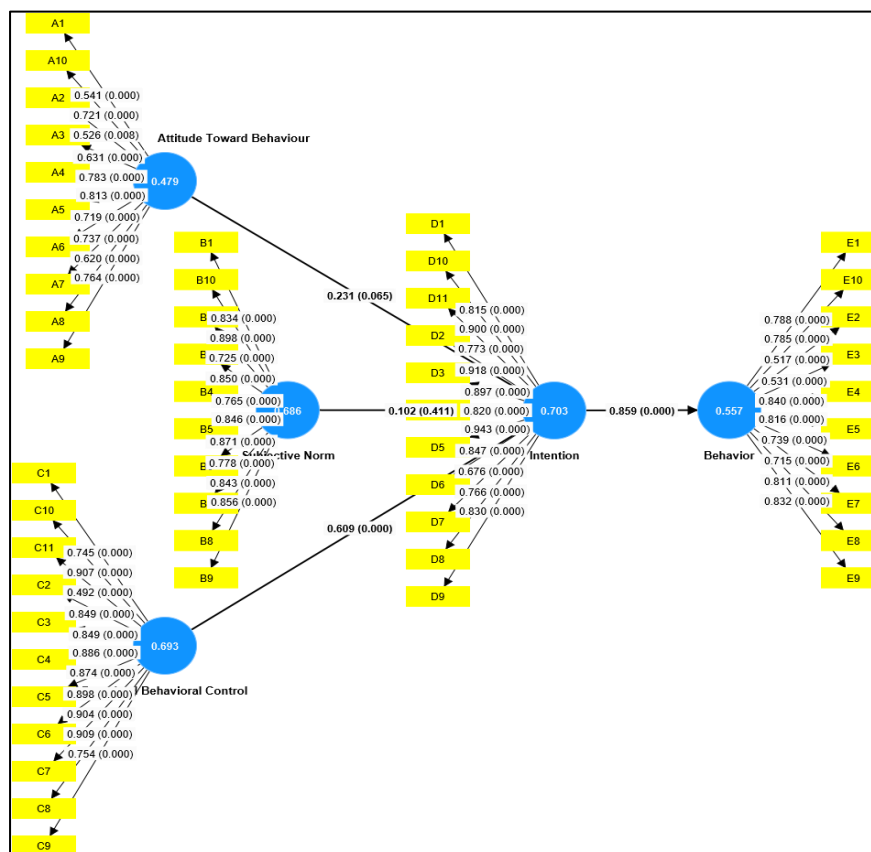 A1
A10
A2
A3
A4
A5
A6
A7
A8
A9
0.541 (0.000)
0.721 (0.000)
0.526 (0.008)
0.631 (0.000)
0.783 (0.000)
0.813 (0.000)
0.719 (0.000)
0.737 (0.000)
0.620 (0.000)
0.764 (0.000)
Attitude Toward Behaviour
0.479
B1
B10
B
B
B4
B5
B
B
B8
B9
0.834 (0.000)
0.898 (0.000)
0.725 (0.000)
0.850 (0.000)
0.765 (0.000)
0.846 (0.000)
0.871 (0.000)
0.778 (0.000)
0.843 (0.000)
0.856 (0.000)
0.686
Subjective Norm
C1
C10
C11
C2
C3
C4
C5
C6
C7
C8
C9
0.745 (0.000)
0.907 (0.000)
0.492 (0.000)
0.849 (0.000)
0.849 (0.000)
0.886 (0.000)
0.874 (0.000)
0.898 (0.000)
0.904 (0.000)
0.909 (0.000)
0.754 (0.000)
0.693
Behavioral Control
0.231 (0.065)
0.102 (0.411)
0.609 (0.000)
D1
D10
D11
D2
D3
D5
D6
D7
D8
D9
0.815 (0.000)
0.900 (0.000)
0.773 (0.000)
0.918 (0.000)
0.897 (0.000)
0.820 (0.000)
0.943 (0.000)
0.847 (0.000)
0.676 (0.000)
0.766 (0.000)
0.830 (0.000)
0.703
Intention
0.859 (0.000)
0.557
Behavior
0.788 (0.000)
0.785 (0.000)
0.517 (0.000)
0.531 (0.000)
0.840 (0.000)
0.816 (0.000)
0.739 (0.000)
0.715 (0.000)
0.811 (0.000)
0.832 (0.000)
E1
E10
E2
E3
E4
E5
E6
E7
E8
E9